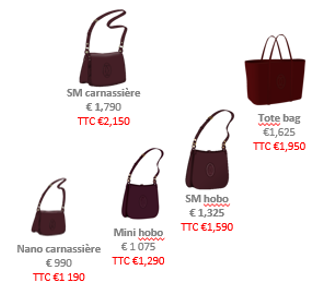 SM carnassière
€ 1,790
TTC €2,150
Tote bag
€1,625
TTC €1,950
SM hobo
€ 1,325
TTC €1,590
Mini hobo
€ 1 075
TTC €1,290
Nano carnassière
€ 990
TTC €1 190